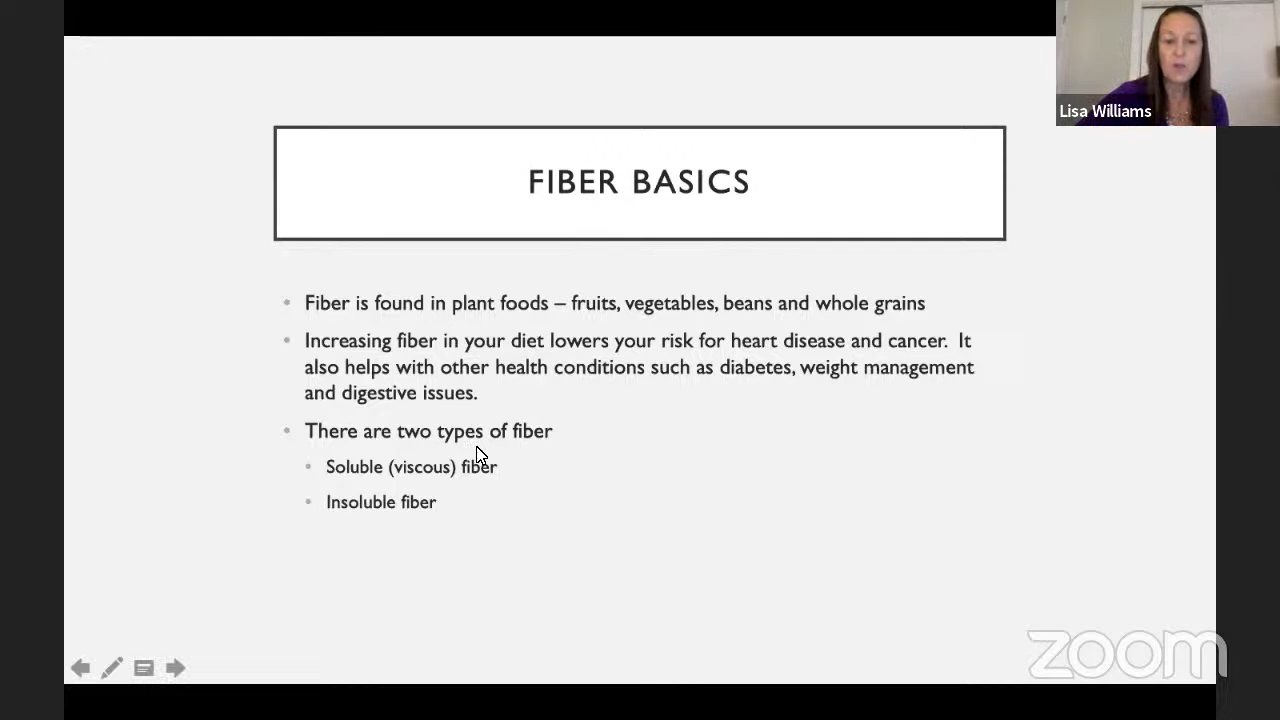 Lisa Williams
FIBER BASICS
Fiber is found in plant foods – fruits, vegetables, beans and whole grains
Increasing fiber in your diet lowers your risk for heart disease and cancer.  It
also helps with other health conditions such as diabetes, weight management
and digestive issues.
There are two types of fiber
Soluble (viscous) fiber
Insoluble fiber
zoom